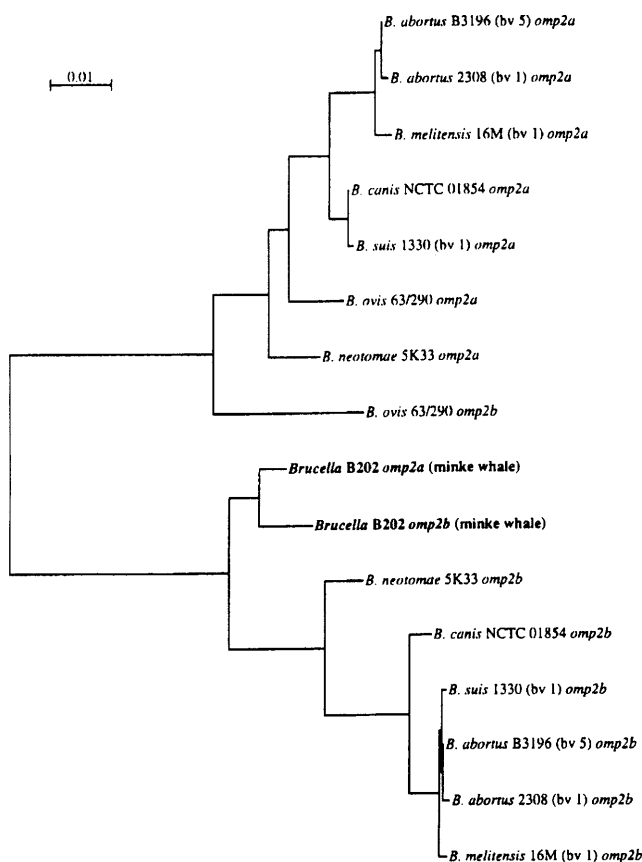 B. abortus B3196 (bv 5) omp2a
0.01
B. abortus 2308 (bv 1) omp2a
B. melitensis 16M (bv 1) omp2a
B. canis NCTC 01854 omp2a
B. suis 1330 (bv 1) omp2a
B. ovis 63/290 omp2a
B. neotomae 5K33 omp2a
B. ovis 63/290 omp2b
Brucella B202 omp2a (minke whale)
Brucella B202 omp2b (minke whale)
B. neotomae 5K33 omp2b
B. canis NCTC 01854 omp2b
B. suis 1330 (bv 1) omp2b
B. abortus B3196 (bv 5) omp2b
B. abortus 2308 (bv 1) omp2b
B. melitensis 16M (bv 1) omp2b